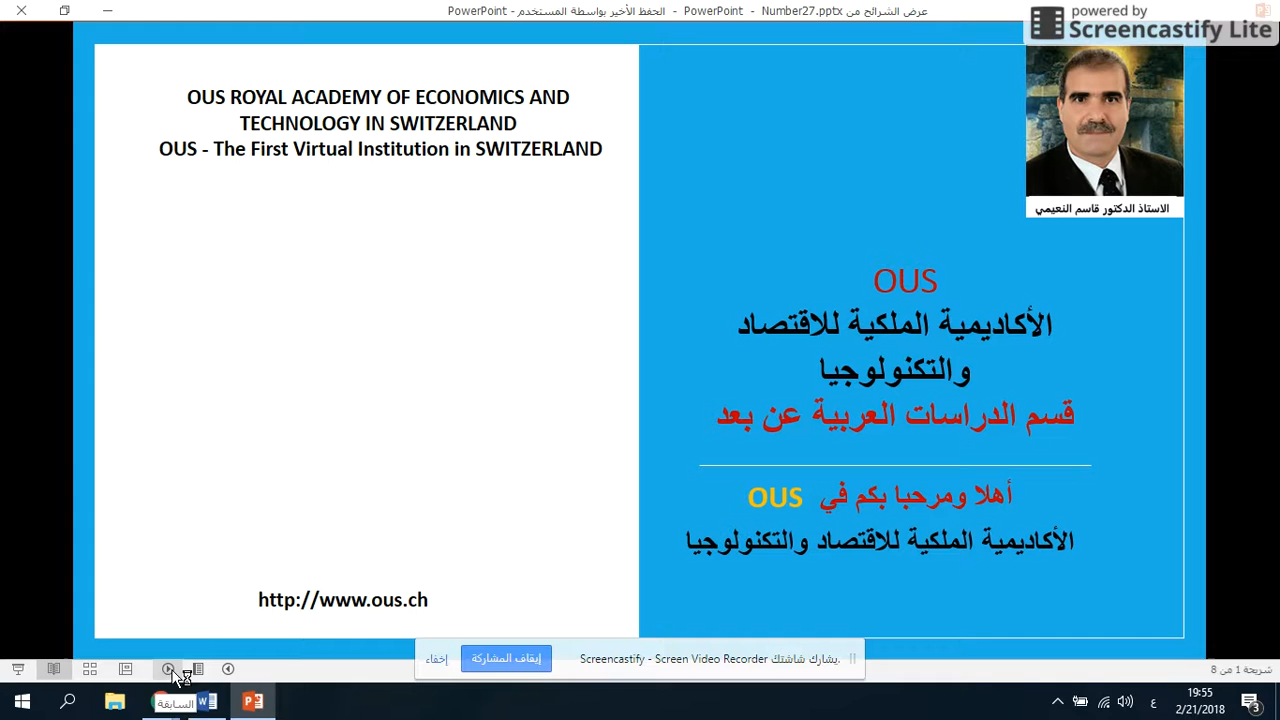 عرض الشرائح من PowerPoint - Number27.pptx - الحفظ الأخير بواسطة المستخدم - PowerPoint
powered by
Screencastify Lite
OUS ROYAL ACADEMY OF ECONOMICS AND
TECHNOLOGY IN SWITZERLAND
OUS - The First Virtual Institution in SWITZERLAND
http://www.ous.ch
الاستاذ الدكتور قاسم النعيمي
OUS
الأكاديمية الملكية للاقتصاد
والتكنولوجيا
قسم الدراسات العربية عن بعد
أهلا ومرحبا بكم في OUS
الأكاديمية الملكية للاقتصاد والتكنولوجيا
يشارك شاشتك Screencastify - Screen Video Recorder.
إيقاف المشاركة
إخفاء
شريحة 1 من 8
السابقة
ع
19:55
2/21/2018
3